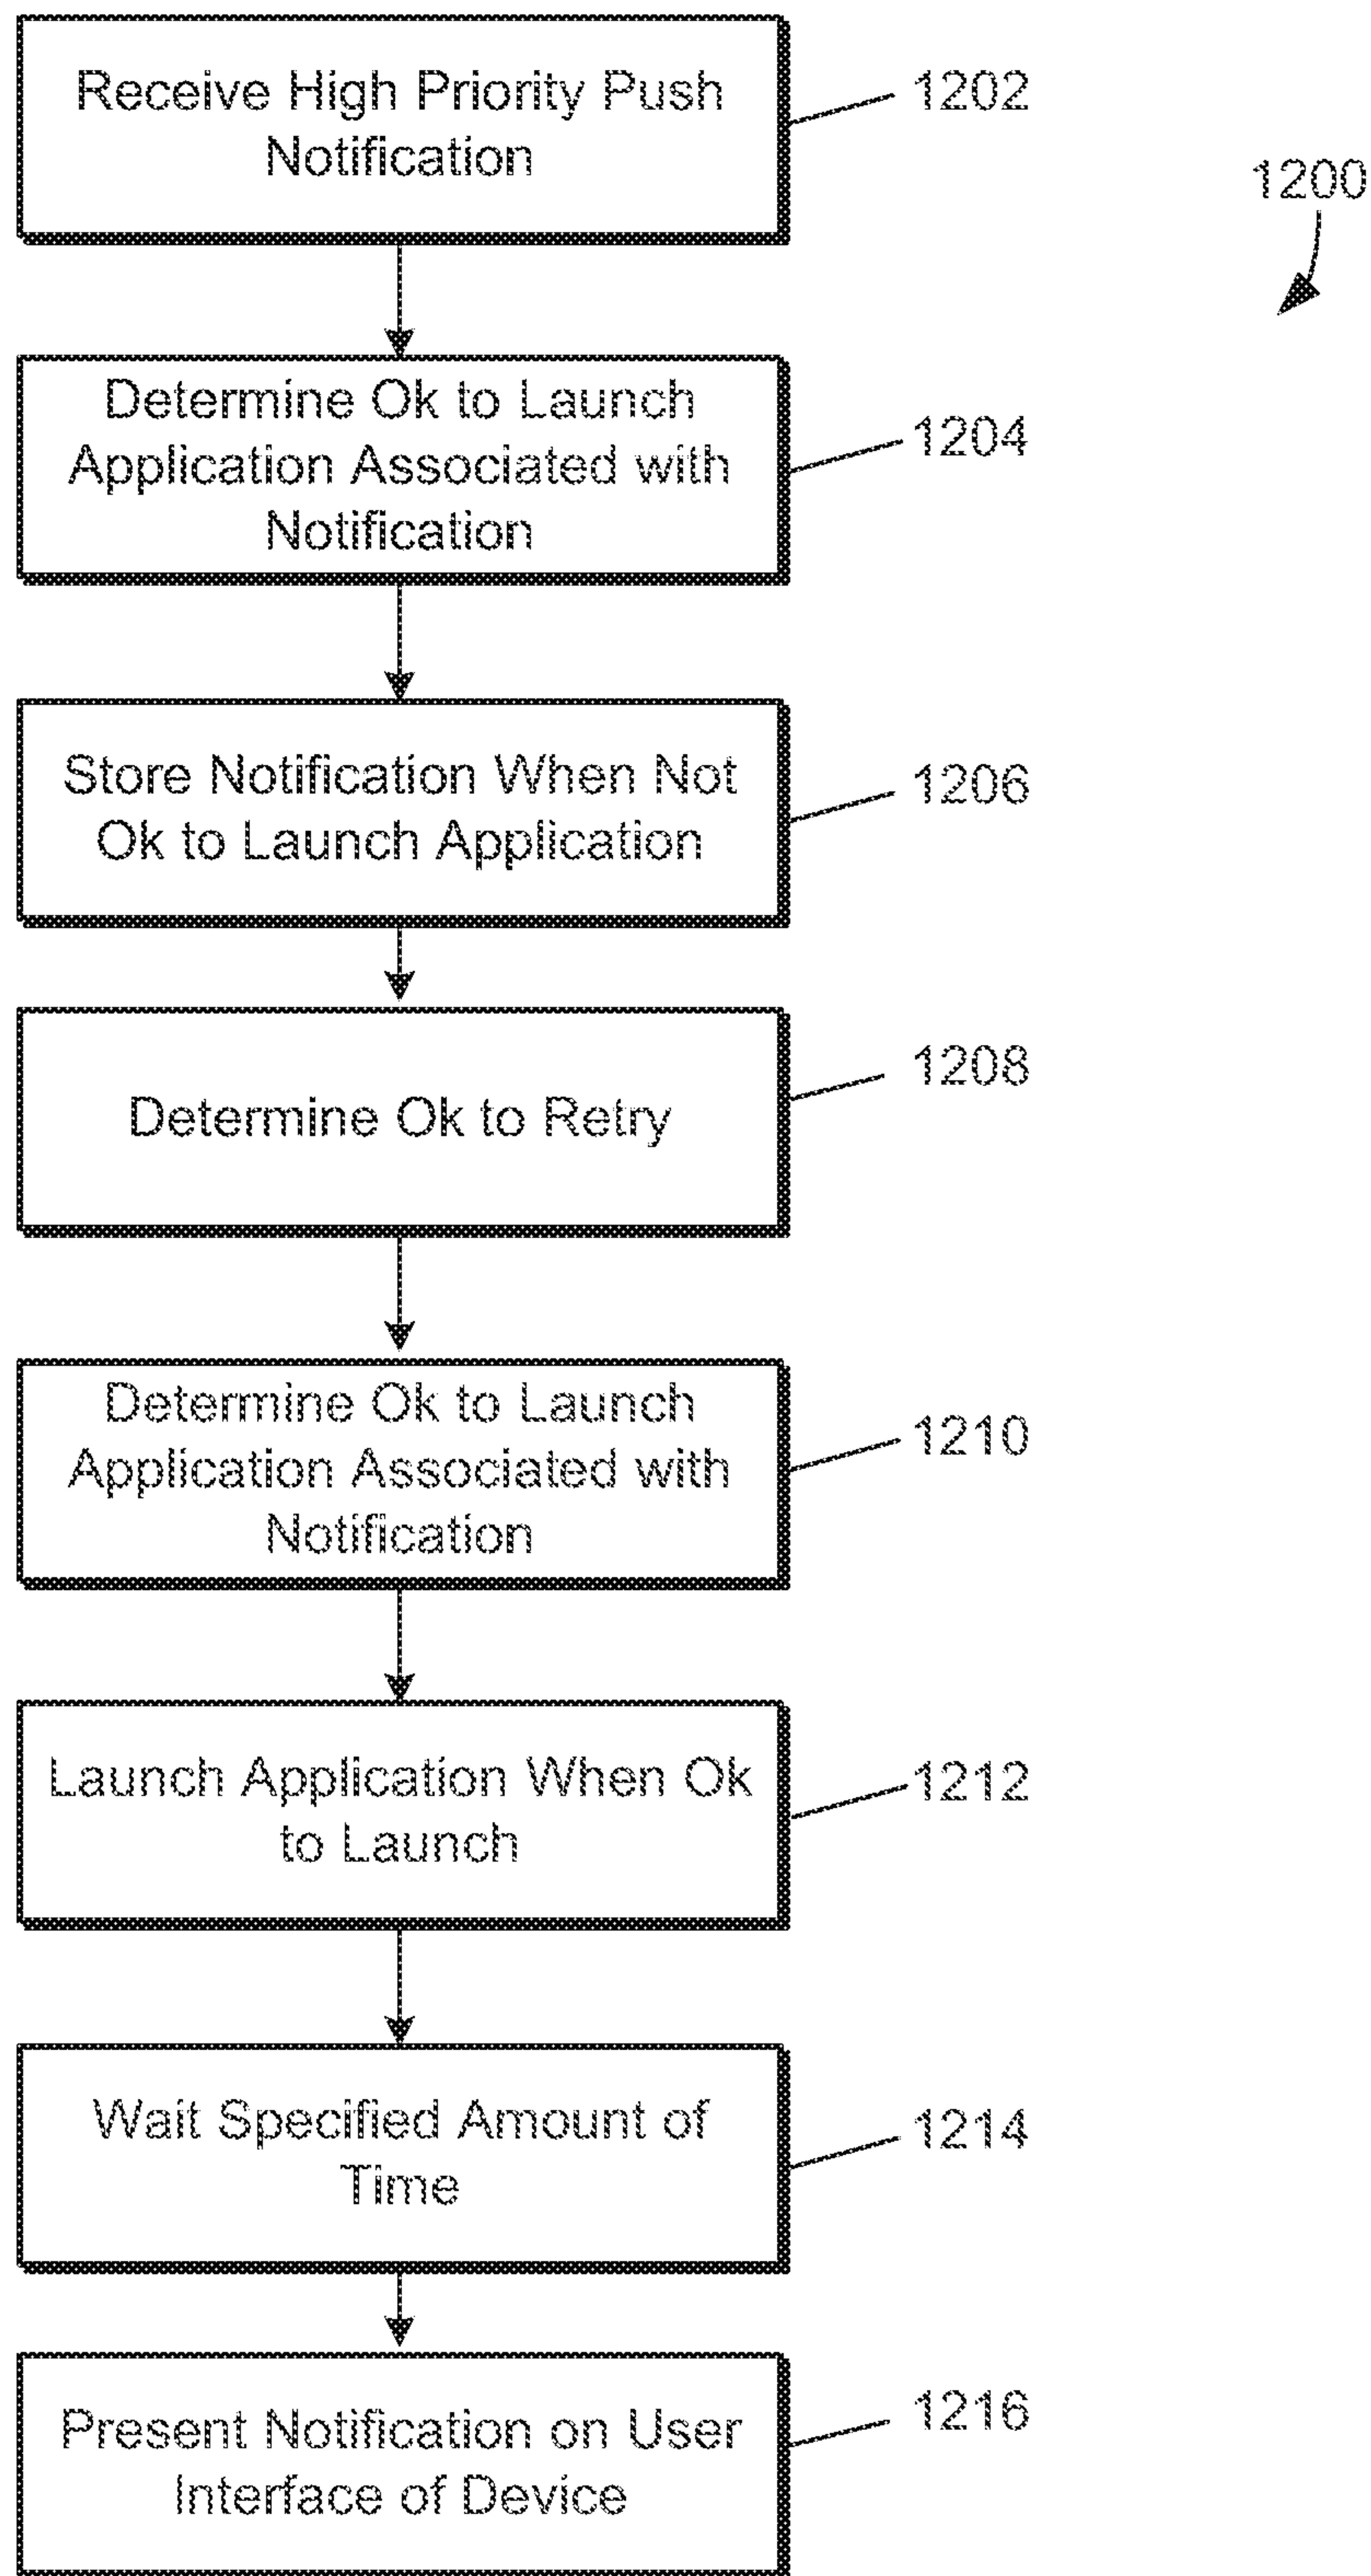 Receive High Priority Push
Notification
1202
1200
Determine Ok to Launch
Application Associated with
Notification
1204
Store Notification When Not
Ok to Launch Application
1206
Determine Ok to Retry
1208
Determine Ok to Launch
Application Associated with
Notification
1210
Launch Application When Ok
to Launch
1212
Wait Specified Amount of
Time
1214
Present Notification on User
Interface of Device
1216